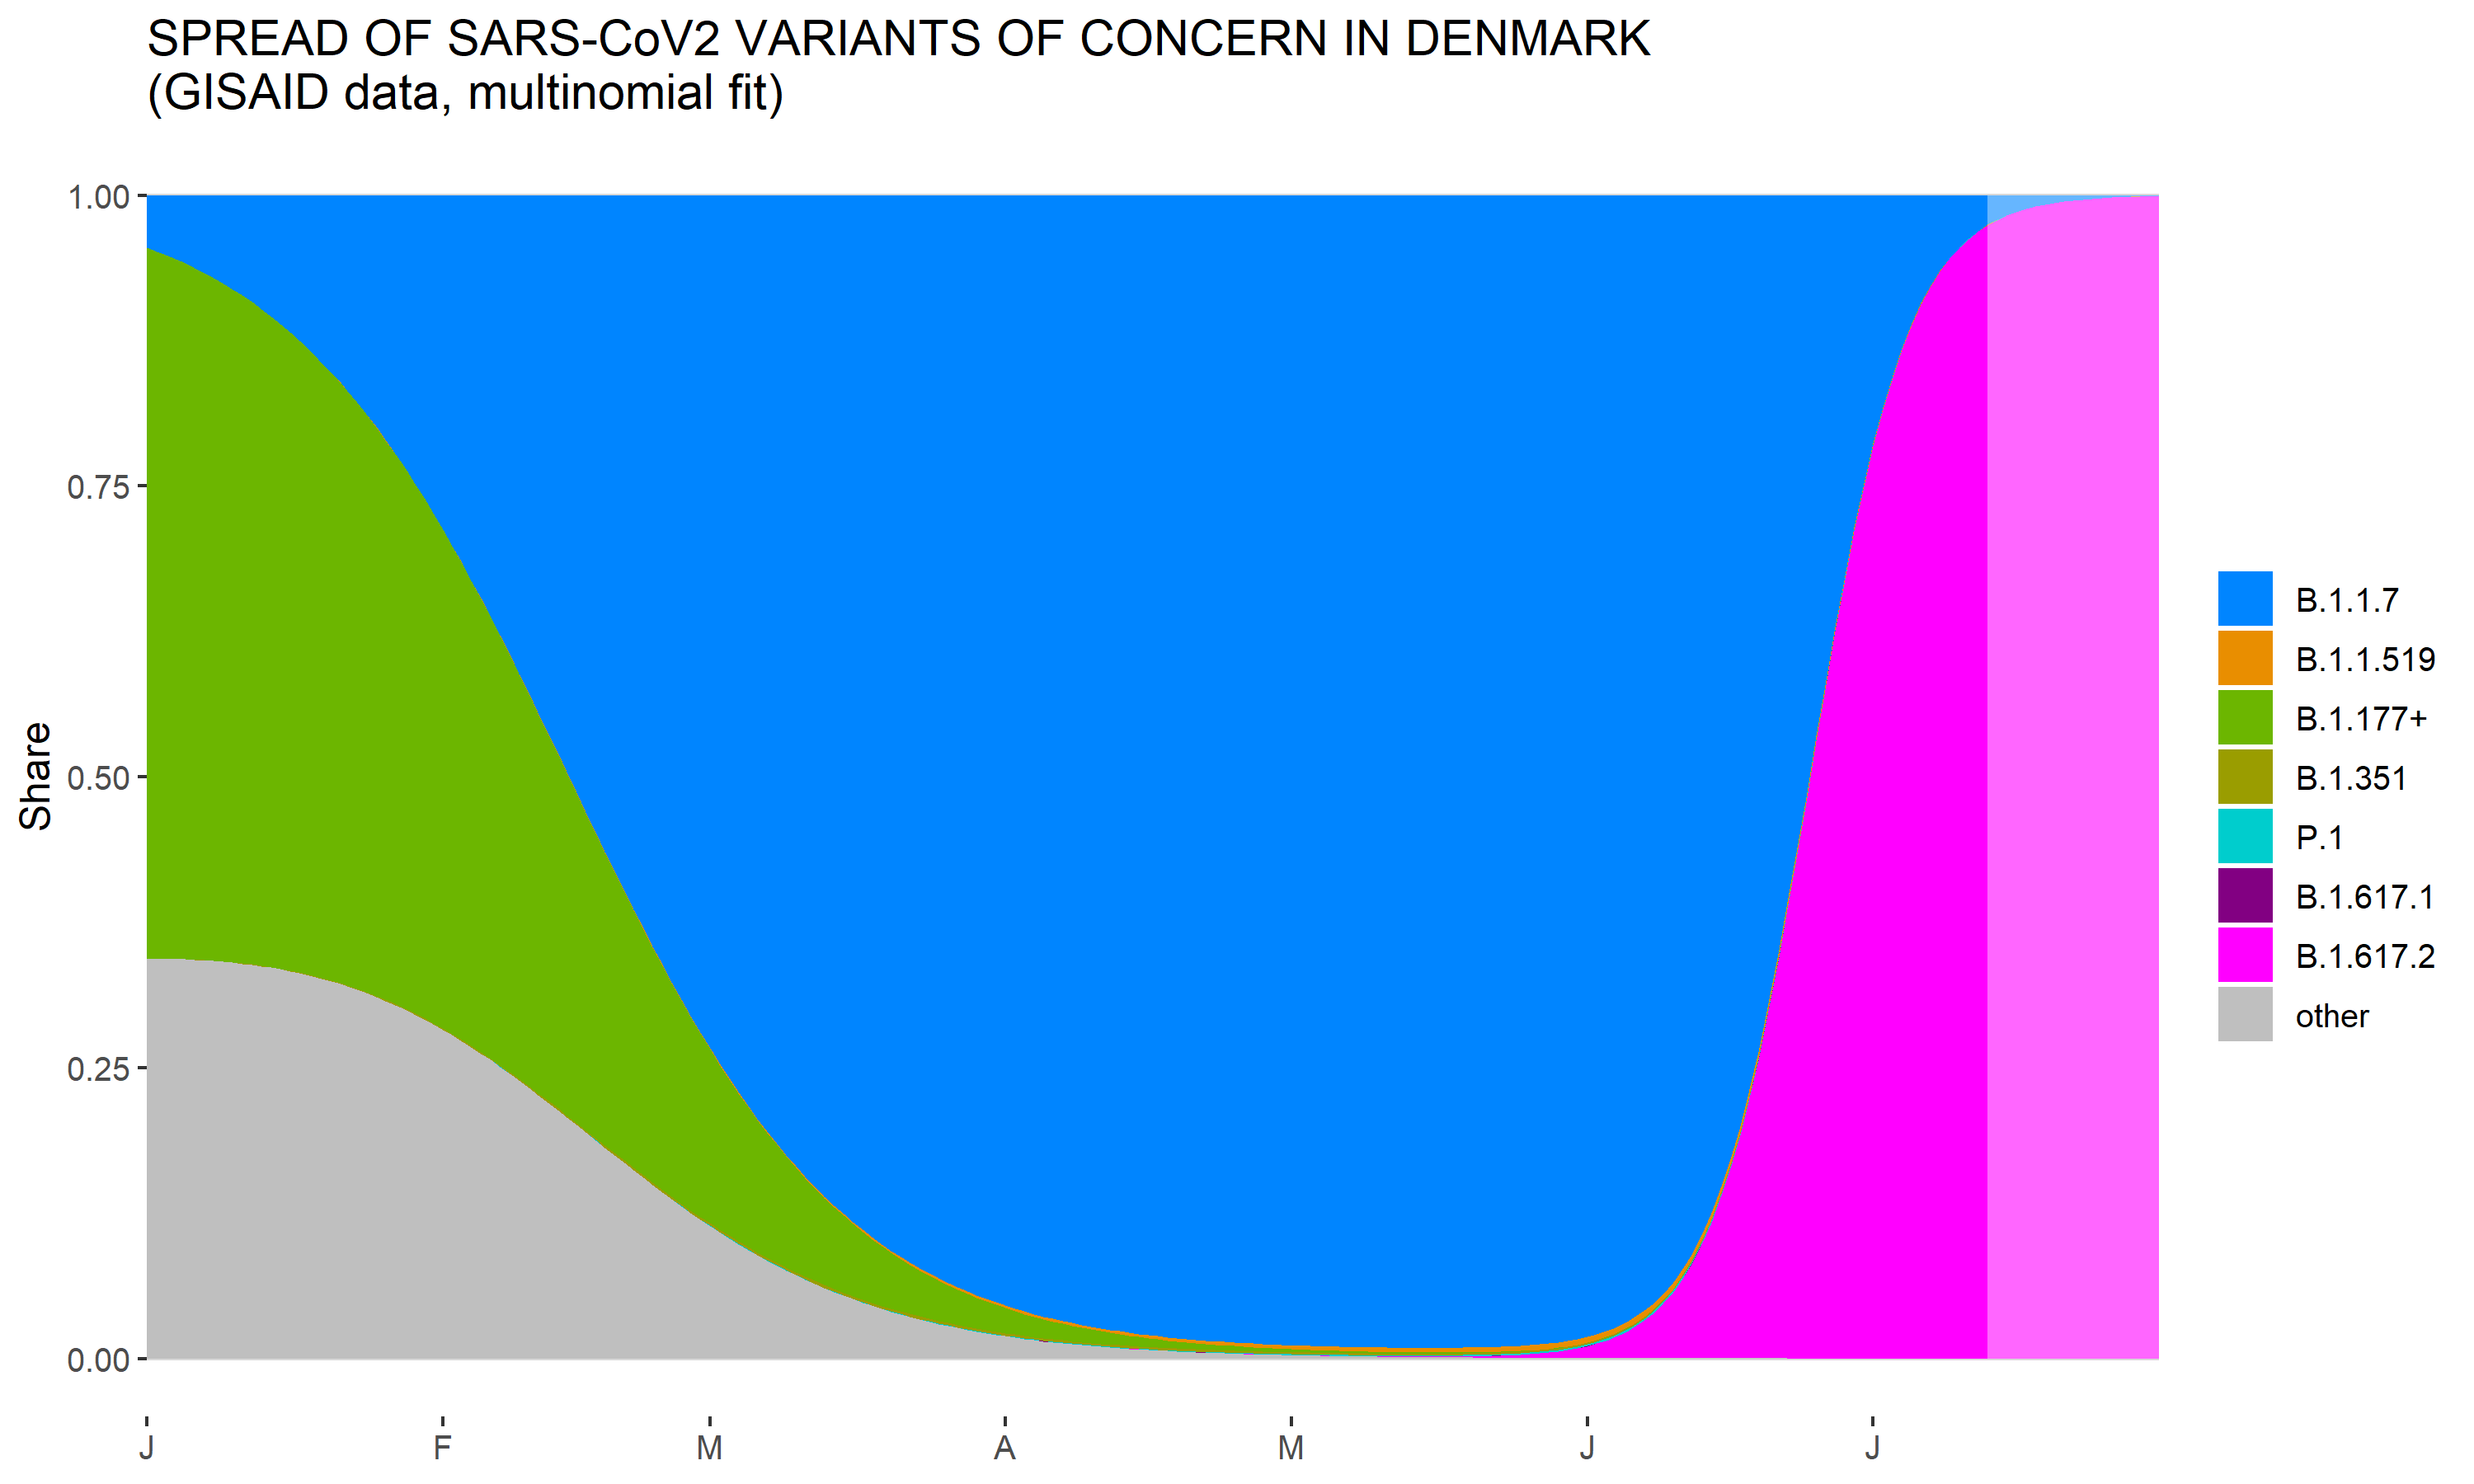 SPREAD OF SARS-CoV2 VARIANTS OF CONCERN IN DENMARK
(GISAID data, multinomial fit)
1.00
0.75
0.50
0.25
0.00
Share
J F M A M J J
B.1.1.7
B.1.1.519
B.1.177+
B.1.351
P.1
B.1.617.1
B.1.617.2
other